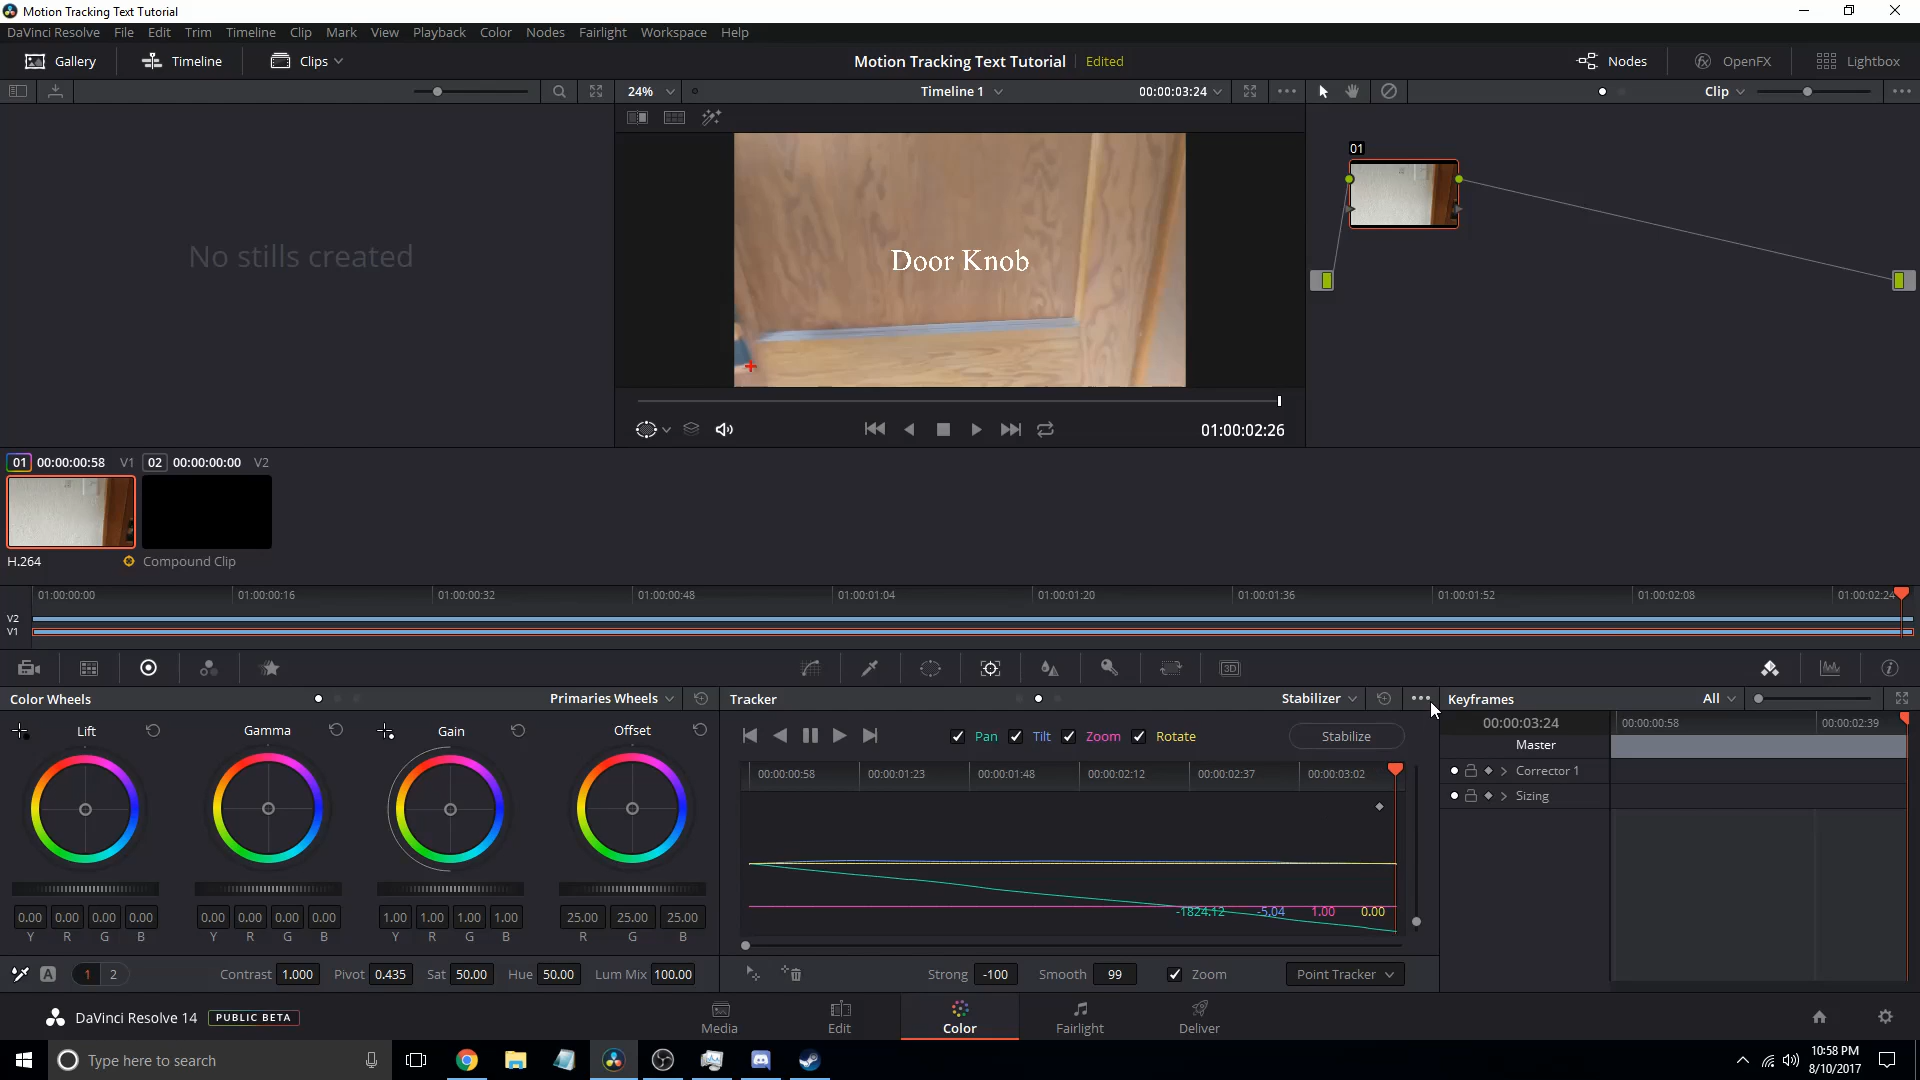 Motion Tracking Text Tutorial
DaVinci Resolve File Edit Trim Timeline Clip Mark View Playback Color Nodes Fairlight Workspace Help
Gallery Timeline Clips Motion Tracking Text Tutorial Edited Nodes OpenFX Lightbox
24% Timeline 1 00:00:03:24 Clip
01
No stills created
Door Knob
01:00:02:26
01 00:00:00:58 V1 02 00:00:00:00 V2
H.264 Compound Clip
01:00:00:00 01:00:00:16 01:00:00:32 01:00:00:48 01:00:01:04 01:00:01:20 01:00:01:36 01:00:01:52 01:00:02:08 01:00:02:24
V2
V1
3D
Color Wheels Primaries Wheels Tracker Stabilizer Keyframes All
00:00:03:24 00:00:00:58 00:00:02:39
Lift Gamma Gain Offset Pan Tilt Zoom Rotate Stabilize Master
00:00:00:58 00:00:01:23 00:00:01:48 00:00:02:12 00:00:02:37 00:00:03:02 Corrector 1
Sizing
-1824.12 -5.04 1.00 0.00
0.00 0.00 0.00 0.00 0.00 0.00 0.00 0.00 1.00 1.00 1.00 1.00 25.00 25.00 25.00
Y R G B Y R G B Y R G B R G B
A 1 2 Contrast 1.000 Pivot 0.435 Sat 50.00 Hue 50.00 Lum Mix 100.00 Strong -100 Smooth 99 Zoom Point Tracker
DaVinci Resolve 14 PUBLIC BETA Media Edit Color Fairlight Deliver
Type here to search 10:58 PM
8/10/2017